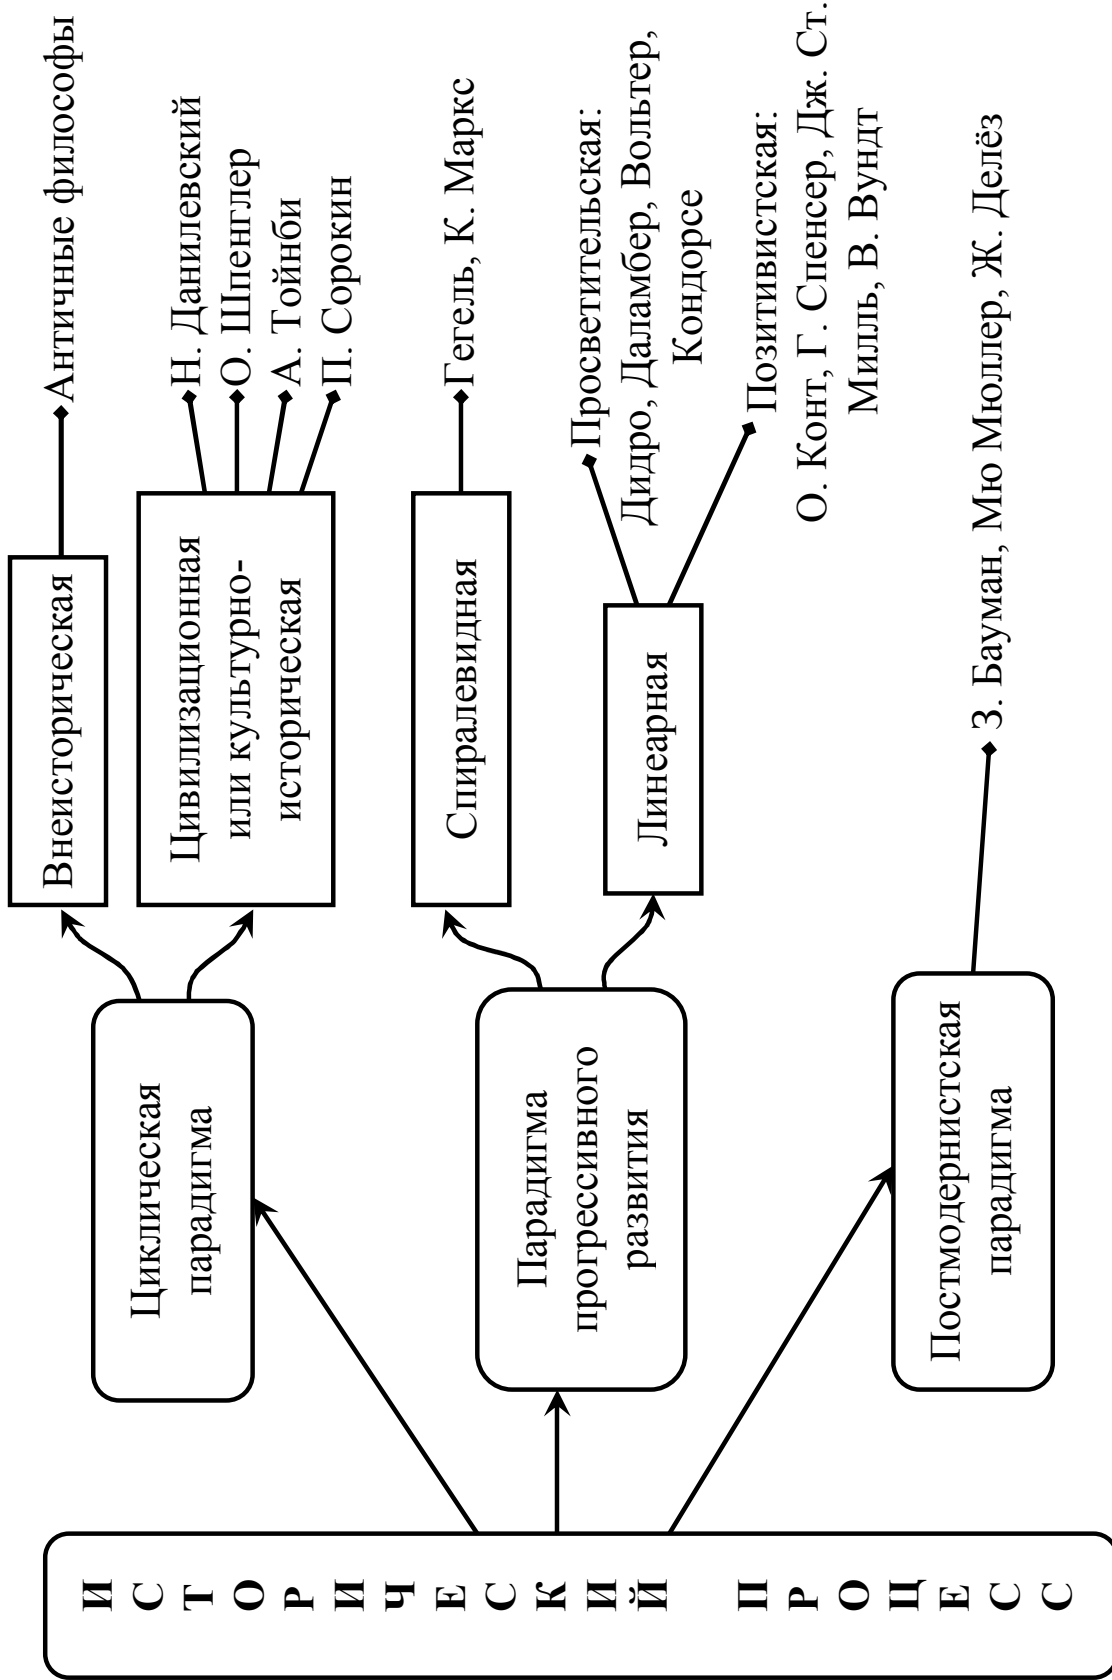 ИСТОРИЧЕСКИЙ ПРОЦЕСС
Циклическая
парадигма
Внеисторическая
Античные философы
Цивилизационная
или культурно-
историческая
Н. Данилевский
О. Шпенглер
А. Тойнби
П. Сорокин
Парадигма
прогрессивного
развития
Спиралевидная
Гегель, К. Маркс
Линеарная
Просветительская:
Дидро, Даламбер, Вольтер,
Кондорсе
Позитивистская:
О. Конт, Г. Спенсер, Дж. Ст.
Милль, В. Вундт
Постмодернистская
парадигма
З. Бауман, Мю Мюллер, Ж. Делёз